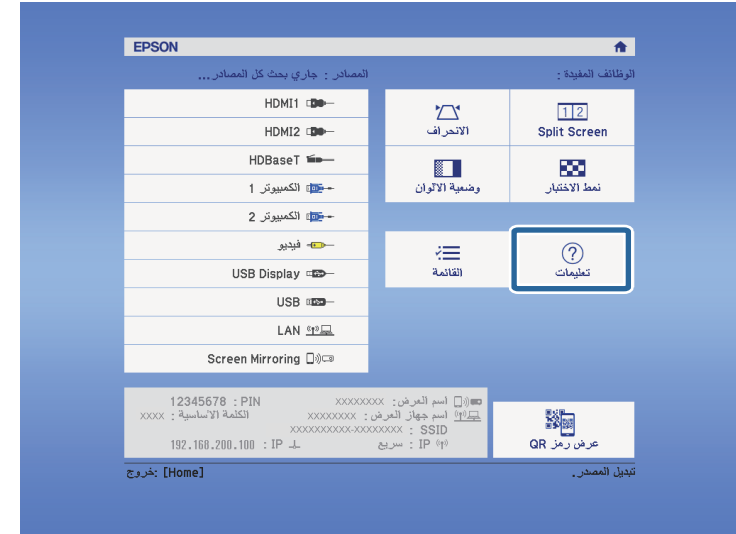 EPSON
الوظائف المفيدة :
المصادر : جاري بحث كل المصادر...
Split Screen
الانحراف
نمط الاختبار
وضعية الالوان
تعليمات
القائمة
HDMI1
HDMI2
HDBaseT
الكمبيوتر 1
الكمبيوتر 2
فيديو
USB Display
USB
LAN
Screen Mirroring
عرض رمز QR
اسم العرض: XXXXXXXX
12345678 : PIN
اسم جهاز العرض : XXXXXXXX
الكلمة الاساسية : XXXX
XXXXXXXXXX-XXXXXXXX : SSID
IP : سريع
192.168.200.100 : IP
تبديل المصدر.
[Home] :خروج